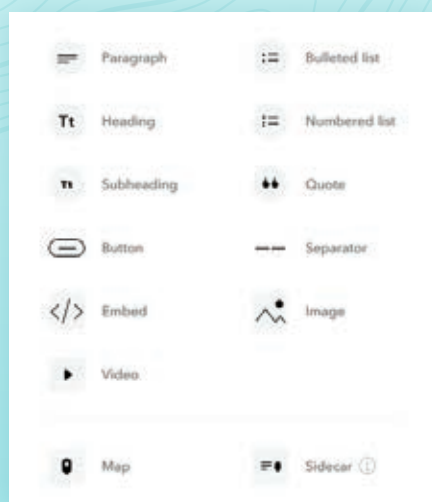 Paragraph
Bulleted list
Tt Heading
Numbered list
Tt Subheading
Quote
Button
Separator
</> Embed
Image
Video
Map
Sidecar